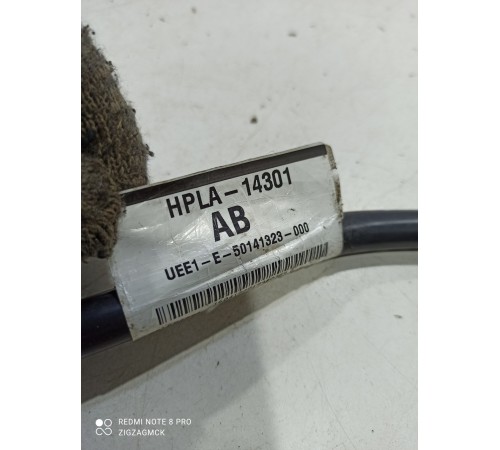 HPLA-14301
AB
UEE1-E-50141323-000
REDMI NOTE 8 PRO
ZIGZAGMCK